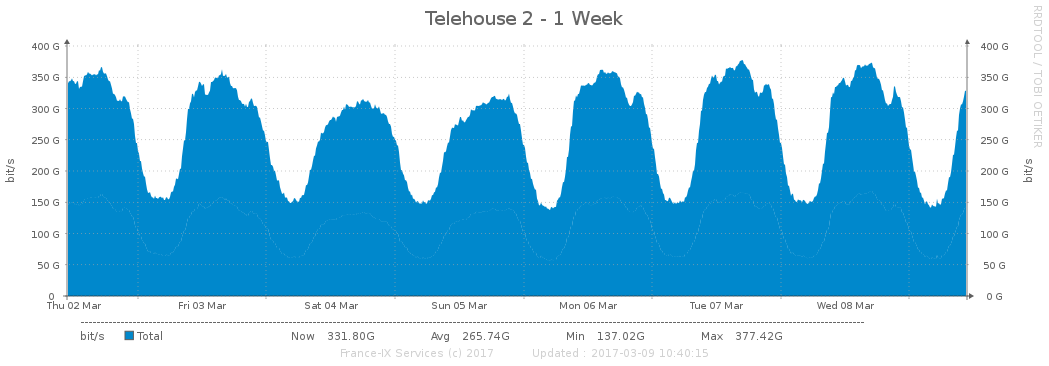 Telehouse 2 - 1 Week
RRDTOOL / TOBI OETIKER
400 G 400 G
350 G 350 G
300 G 300 G
250 G 250 G
200 G 200 G
150 G 150 G
100 G 100 G
50 G 50 G
0 0 G
bit/s
bit/s
Thu 02 Mar Fri 03 Mar Sat 04 Mar Sun 05 Mar Mon 06 Mar Tue 07 Mar Wed 08 Mar
bit/s Total Now 331.80G Avg 265.74G Min 137.02G Max 377.42G
France-IX Services (c) 2017 Updated : 2017-03-09 10:40:15